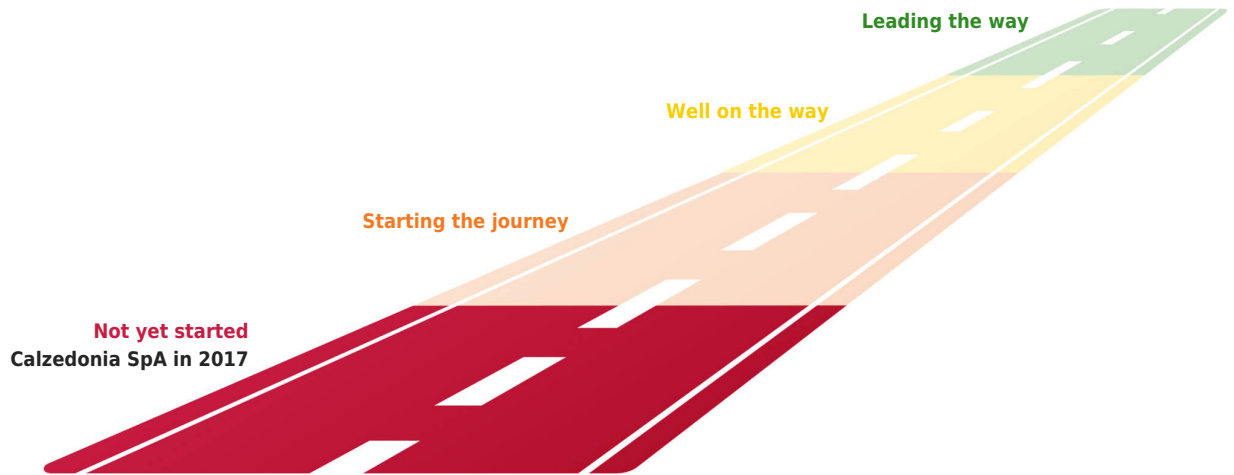 Leading the way
Well on the way
Starting the journey
Not yet started
Calzedonia SpA in 2017